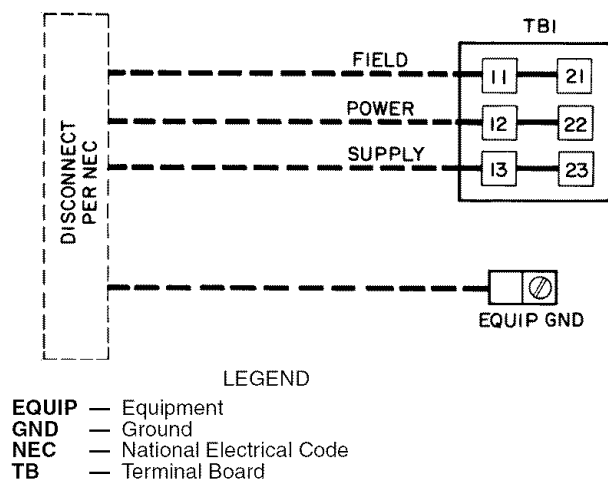 TB1
FIELD
11 21
POWER
12 22
SUPPLY
13 23
DISCONNECT
PER NEC
EQUIP GND
LEGEND
EQUIP — Equipment
GND — Ground
NEC — National Electrical Code
TB — Terminal Board